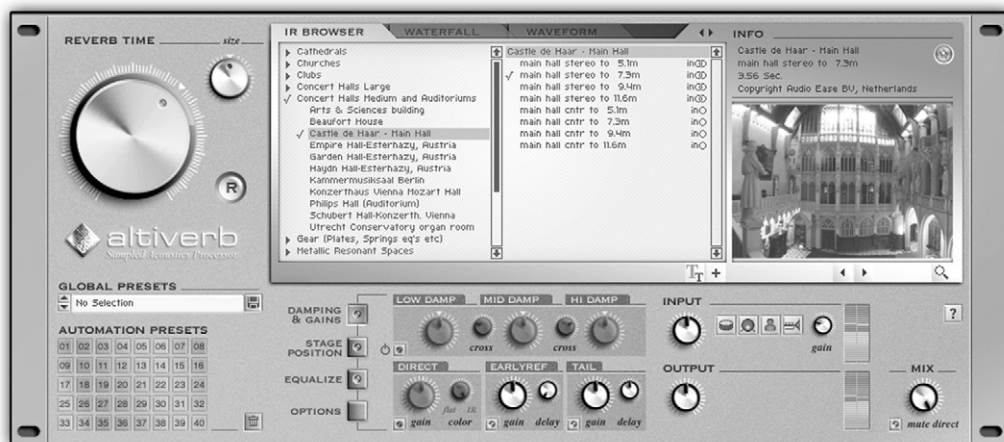 REVERB TIME
size
R
altiverb
Sampled Acoustics Processor
GLOBAL PRESETS
No Selection
AUTOMATION PRESETS
01 02 03 04 05 06 07 08
09 10 11 12 13 14 15 16
17 18 19 20 21 22 23 24
25 26 27 28 29 30 31 32
33 34 35 36 37 38 39 40
IR BROWSER
WATERFALL
WAVEFORM
Cathedrals
Churches
Clubs
Concert Halls Large
Concert Halls Medium and Auditoriums
Arts & Sciences building
Beaufort House
Castle de Haar - Main Hall
Empire Hall-Esterhazy, Austria
Garden Hall-Esterhazy, Austria
Haydn Hall-Esterhazy, Austria
Kammermusiksaal Berlin
Konzerthaus Vienna Mozart Hall
Philips Hall (Auditorium)
Schubert Hall-Konzerth. Vienna
Utrecht Conservatory organ room
Gear (Plates, Springs eq's etc)
Metallic Resonant Spaces
Castle de Haar - Main Hall
main hall stereo to 5.1m in
main hall stereo to 7.3m in
main hall stereo to 9.4m in
main hall stereo to 11.6m in
main hall cntr to 5.1m in
main hall cntr to 7.3m in
main hall cntr to 9.4m in
main hall cntr to 11.6m in
TT +
INFO
Castle de Haar - Main Hall
main hall stereo to 7.3m
3.56 Sec.
Copyright Audio Ease BV, Netherlands
DAMPING
& GAINS
STAGE
POSITION
EQUALIZE
OPTIONS
LOW DAMP
MID DAMP
HI DAMP
cross
cross
DIRECT
EARLYREF
TAIL
flat IR
gain color
gain delay
gain delay
INPUT
gain
OUTPUT
?
MIX
mute direct